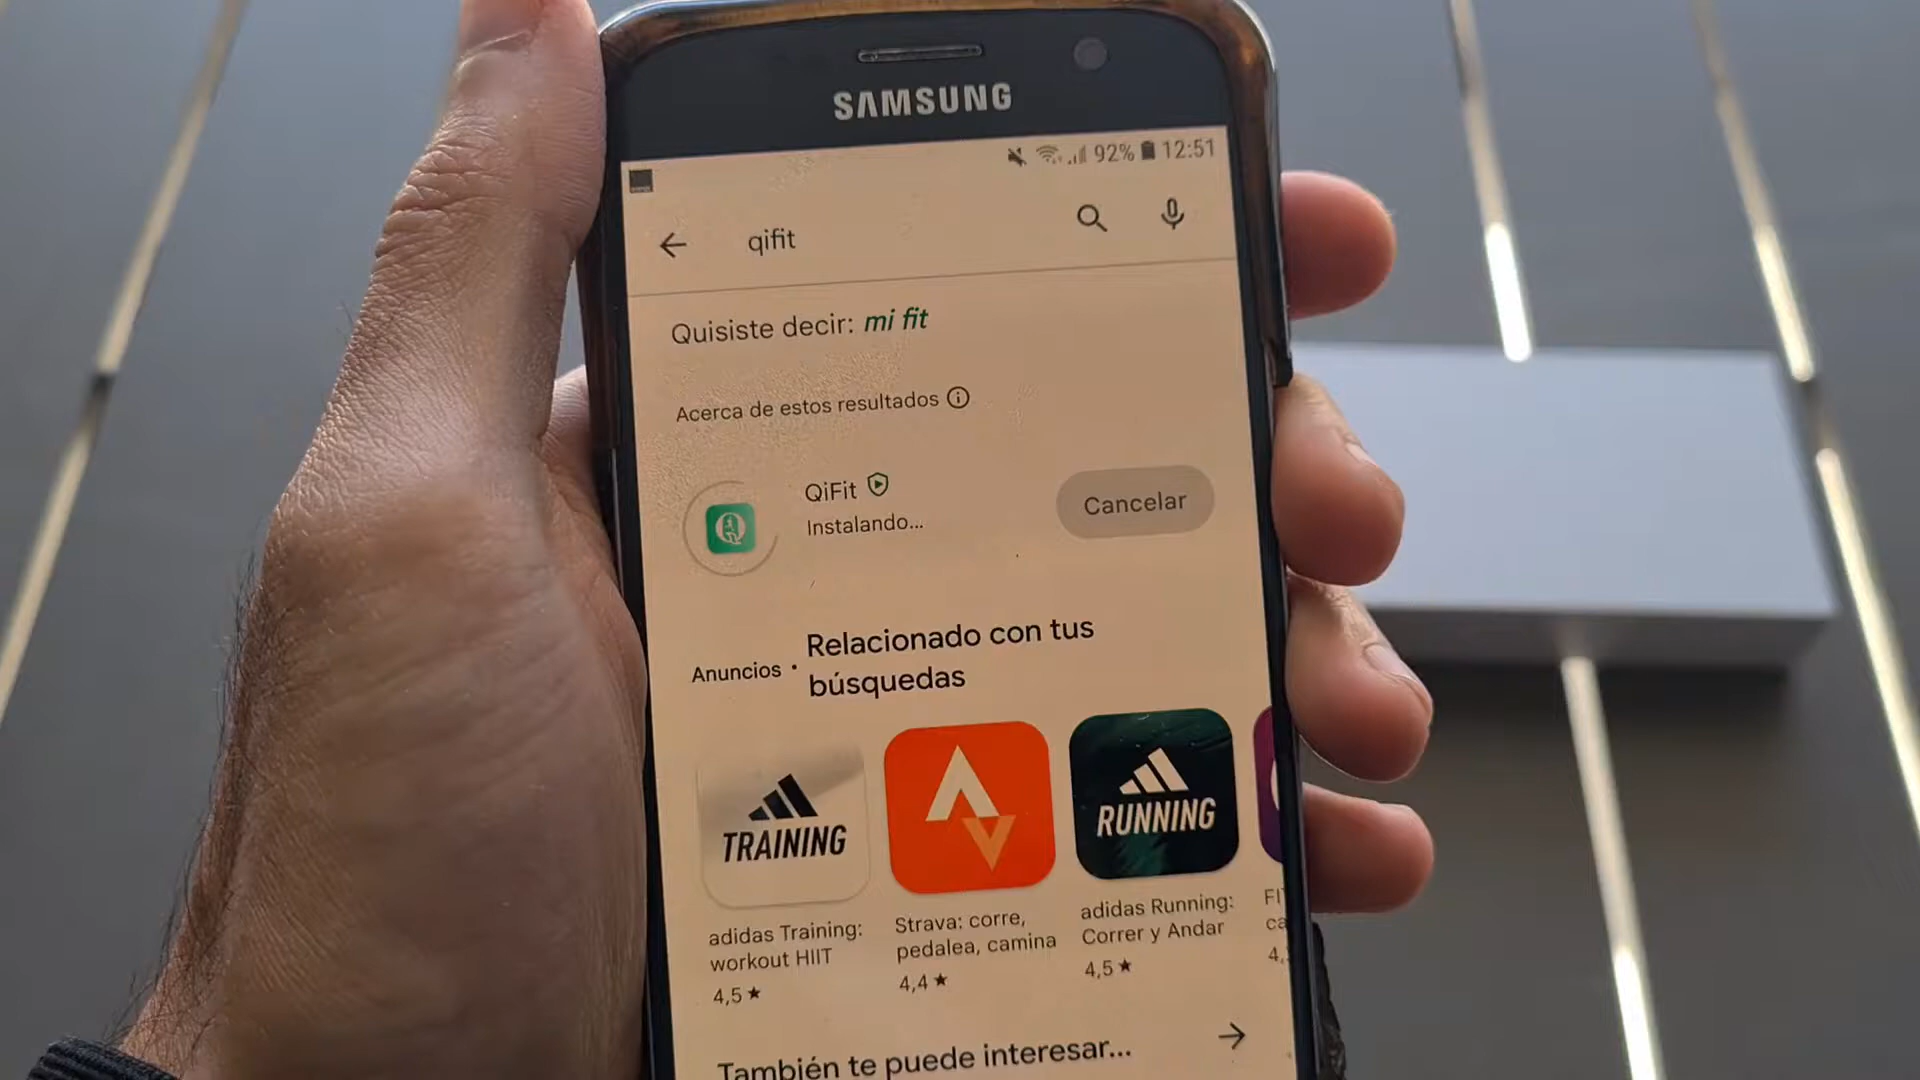 SAMSUNG
92% 12:51
qifit
Quisiste decir: mi fit
Acerca de estos resultados
QiFit
Instalando...
Cancelar
Anuncios • Relacionado con tus
búsquedas
TRAINING
RUNNING
adidas Training:
workout HIIT
4,5 ★
Strava: corre,
pedalea, camina
4,4 ★
adidas Running:
Correr y Andar
4,5 ★
También te puede interesar...